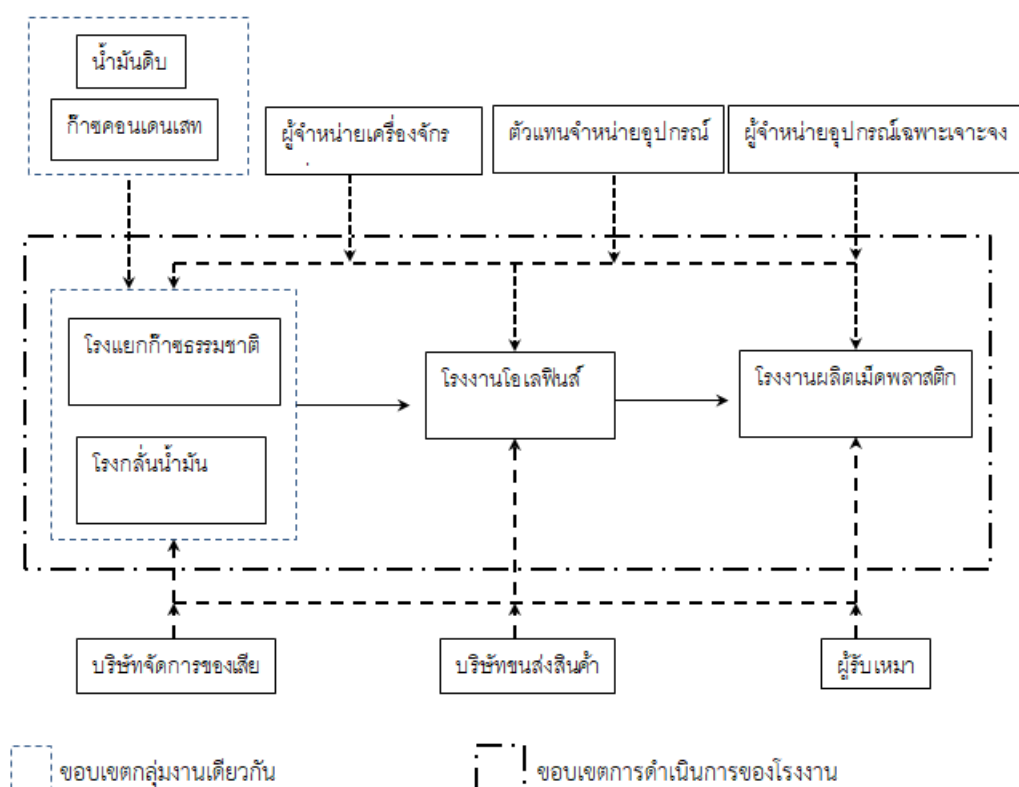 น้ำมันดิบ
ก๊าซคอนเดนเสท
ผู้จำหน่ายเครื่องจักร
ตัวแทนจำหน่ายอุปกรณ์
ผู้จำหน่ายอุปกรณ์เฉพาะเจาะจง
โรงแยกก๊าซธรรมชาติ
โรงงานโอเลฟินส์
โรงงานผลิตเม็ดพลาสติก
โรงกลั่นน้ำมัน
บริษัทจัดการของเสีย
บริษัทขนส่งสินค้า
ผู้รับเหมา
ขอบเขตกลุ่มงานเดียวกัน
ขอบเขตการดำเนินการของโรงงาน